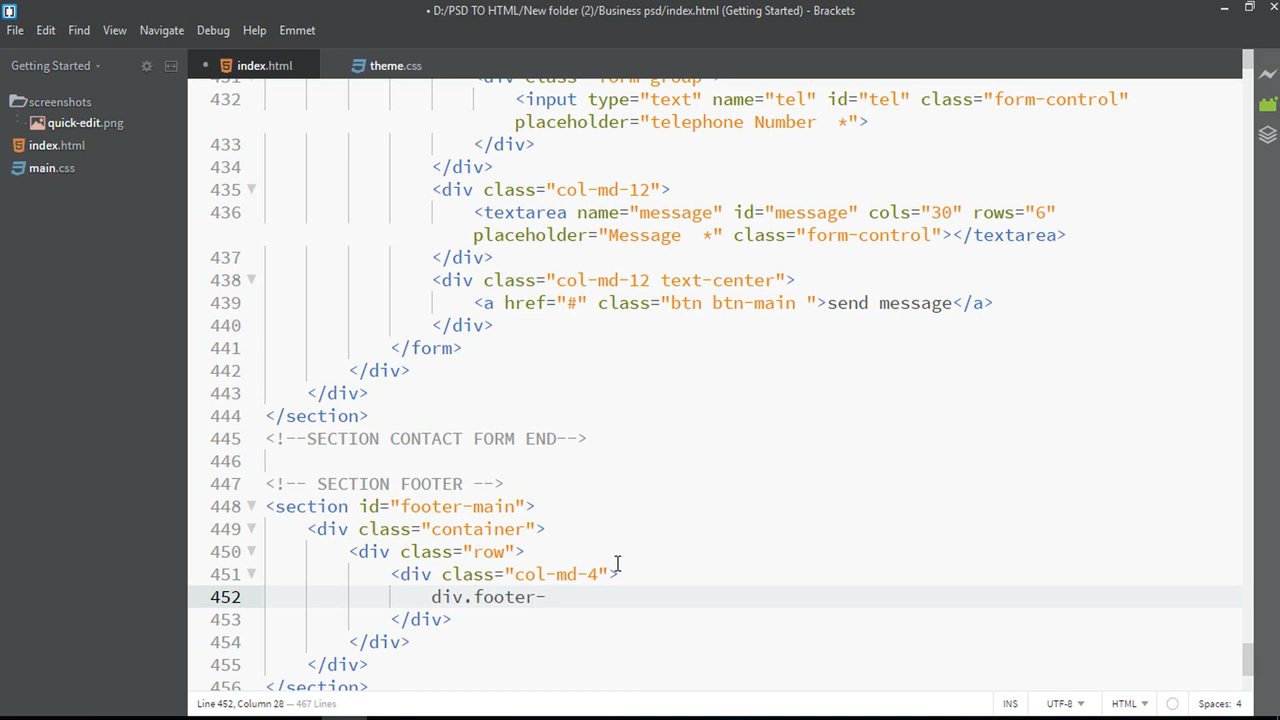 • D:/PSD TO HTML/New folder (2)/Business psd/index.html (Getting Started) - Brackets
File Edit Find View Navigate Debug Help Emmet
Getting Started
• index.html theme.css
screenshots
quick-edit.png
index.html
main.css
431 <div class="form-group">
432 <input type="text" name="tel" id="tel" class="form-control"
placeholder="telephone Number  *">
433 </div>
434 </div>
435 <div class="col-md-12">
436 <textarea name="message" id="message" cols="30" rows="6"
placeholder="Message  *" class="form-control"></textarea>
437 </div>
438 <div class="col-md-12 text-center">
439 <a href="#" class="btn btn-main ">send message</a>
440 </div>
441 </form>
442 </div>
443 </div>
444 </section>
445 <!--SECTION CONTACT FORM END-->
446
447 <!-- SECTION FOOTER -->
448 <section id="footer-main">
449 <div class="container">
450 <div class="row">
451 <div class="col-md-4">
452 div.footer-
453 </div>
454 </div>
455 </div>
456 </section>
Line 452, Column 28 — 467 Lines INS UTF-8 HTML Spaces: 4